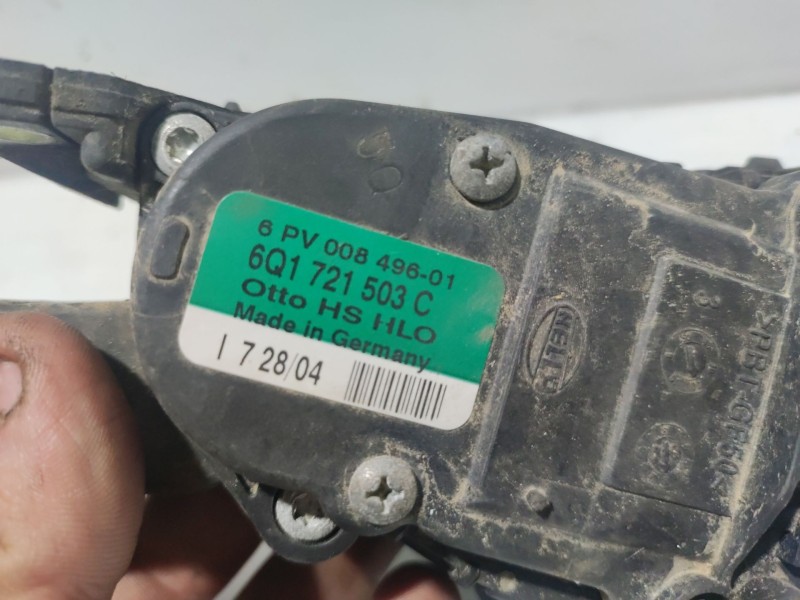 6 PV 008 496-01
6Q1 721 503 C
Otto HS HLO
Made in Germany
I 7 28/04
HELLA